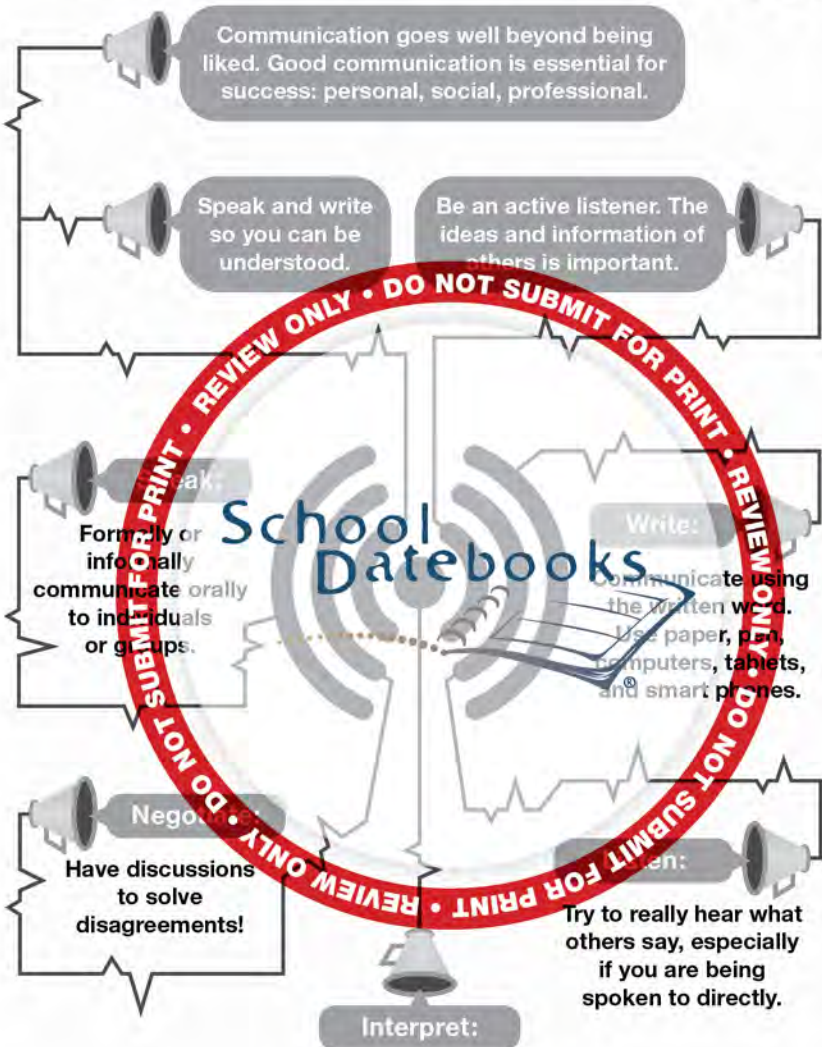 Communication goes well beyond being
liked. Good communication is essential for
success: personal, social, professional.
Speak and write
so you can be
understood.
Be an active listener. The
ideas and information of
others is important.
REVIEW ONLY • DO NOT SUBMIT FOR PRINT • REVIEW ONLY • DO NOT SUBMIT FOR PRINT • REVIEW ONLY • DO NOT SUBMIT FOR PRINT •
Speak:
Formally or
informally
communicate orally
to individuals
or groups.
School
Datebooks
®
Write:
Communicate using
the written word.
Use paper, pen,
computers, tablets,
and smart phones.
Negotiate:
Have discussions
to solve
disagreements!
Listen:
Try to really hear what
others say, especially
if you are being
spoken to directly.
Interpret: